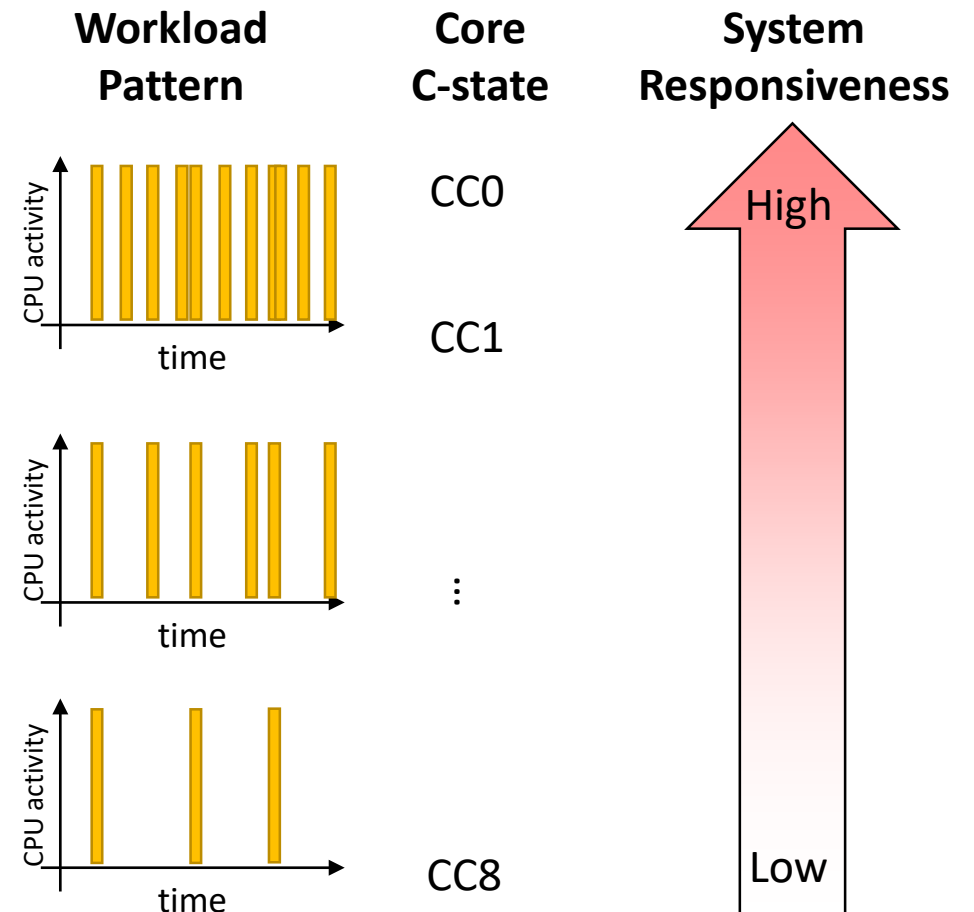 Workload
Pattern
Core
C-state
System
Responsiveness
CPU activity
time
CC0
CC1
High
CPU activity
time
⋮
CPU activity
time
CC8
Low